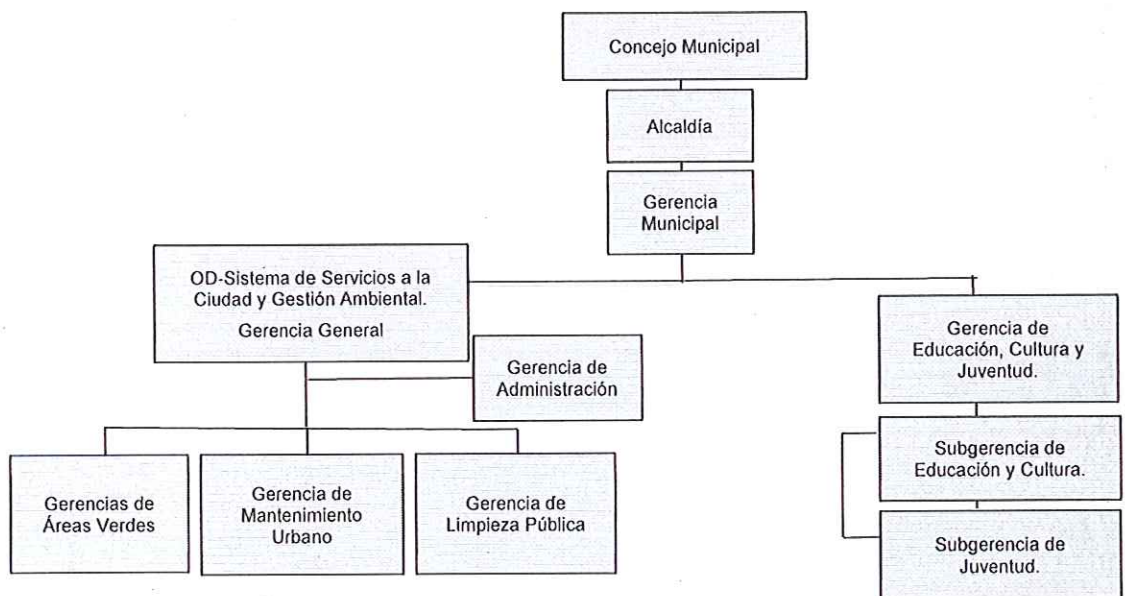 Concejo Municipal
Alcaldía
Gerencia
Municipal
OD-Sistema de Servicios a la
Ciudad y Gestión Ambiental.
Gerencia General
Gerencia de
Educación, Cultura y
Juventud.
Gerencia de
Administración
Subgerencia de
Educación y Cultura.
Gerencias de
Áreas Verdes
Gerencia de
Mantenimiento
Urbano
Gerencia de
Limpieza Pública
Subgerencia de
Juventud.